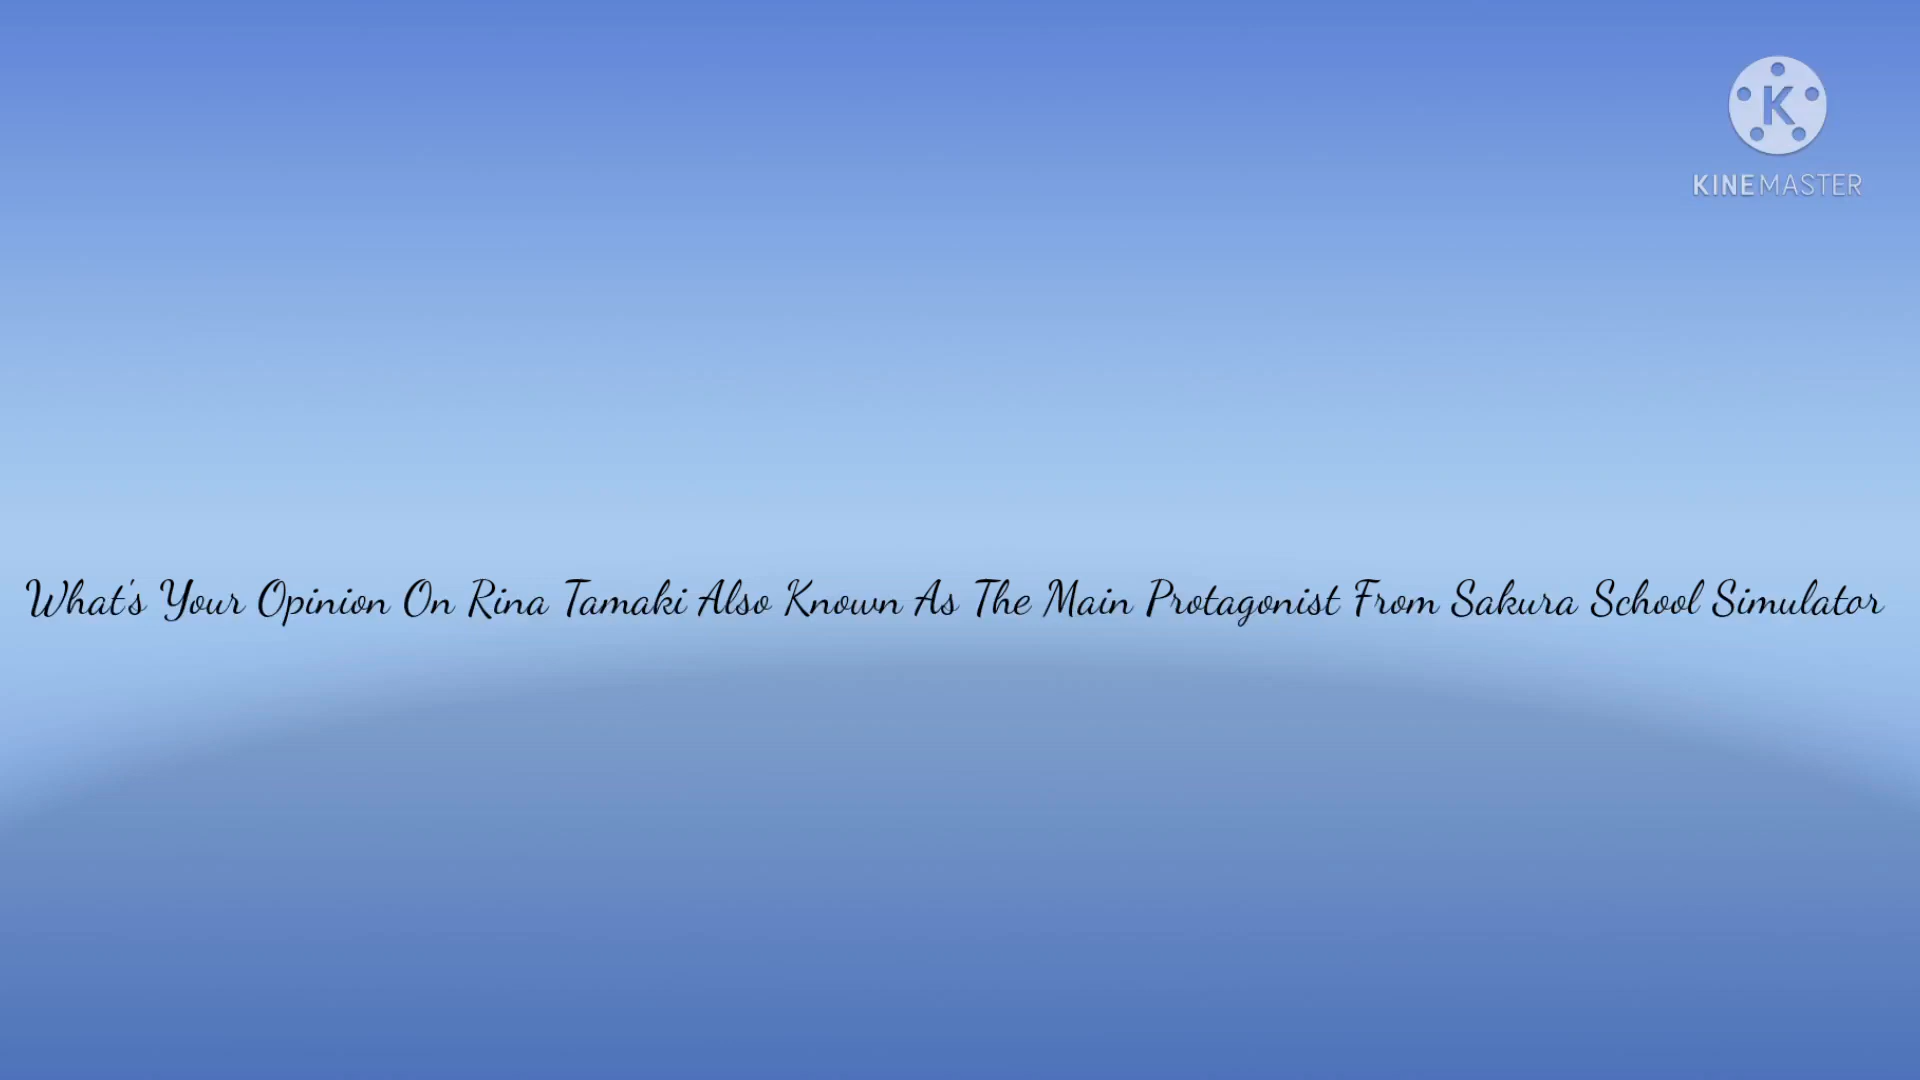 K
KINEMASTER
What's Your Opinion On Rina Tamaki Also Known As The Main Protagonist From Sakura School Simulator